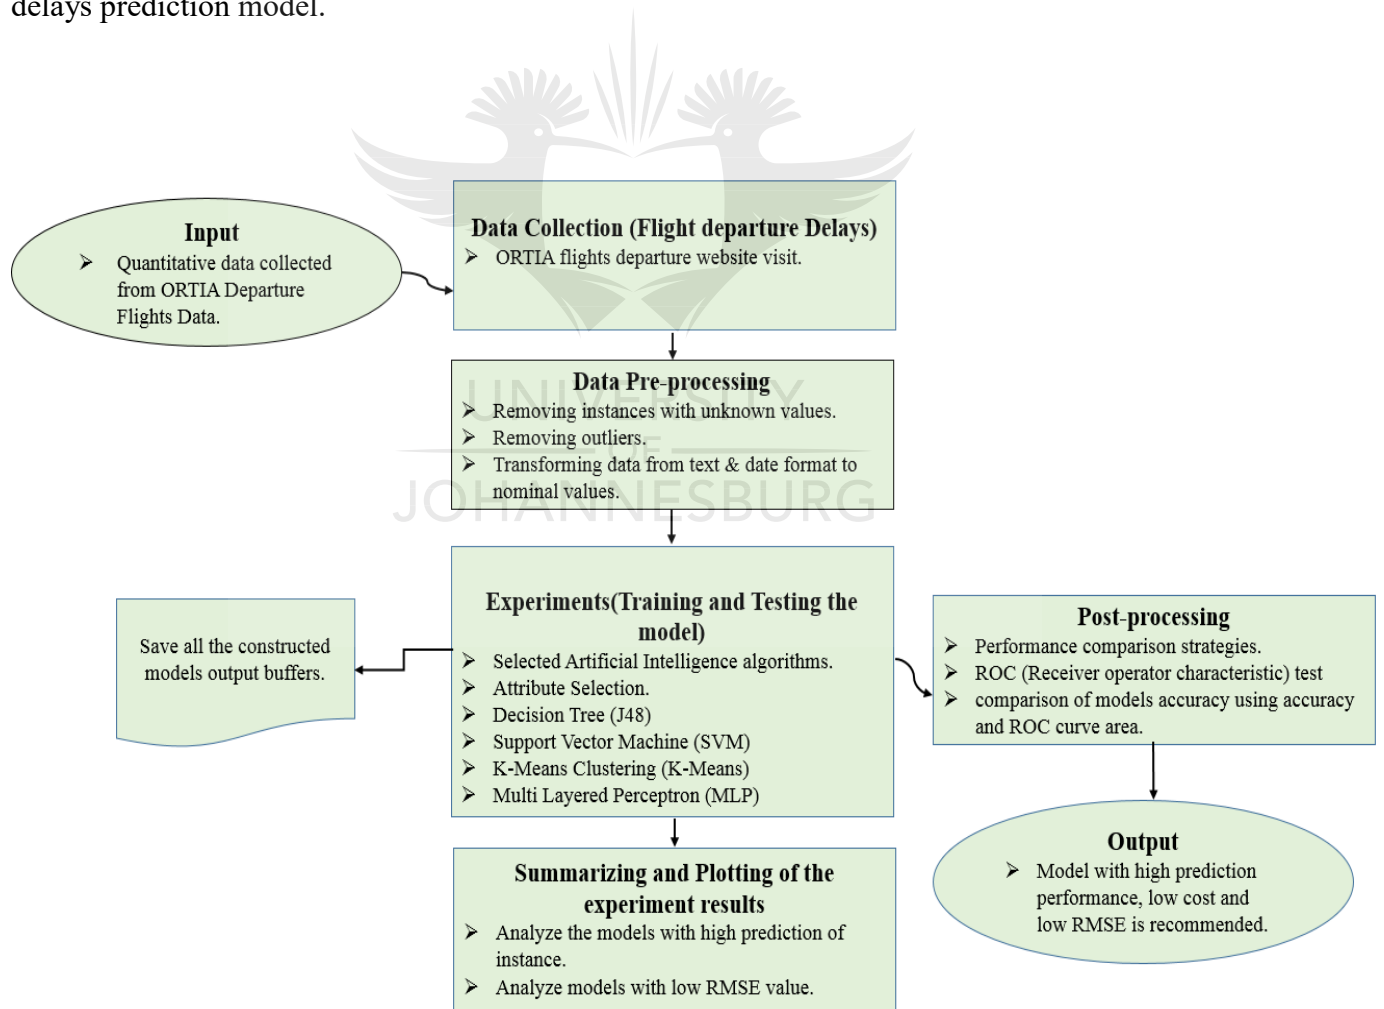 delays prediction model.
Input
➢ Quantitative data collected
from ORTIA Departure
Flights Data.
Data Collection (Flight departure Delays)
➢ ORTIA flights departure website visit.
Data Pre-processing
➢ Removing instances with unknown values.
➢ Removing outliers.
➢ Transforming data from text & date format to
nominal values.
UNIVERSITY
OF
JOHANNESBURG
Experiments(Training and Testing the
model)
➢ Selected Artificial Intelligence algorithms.
➢ Attribute Selection.
➢ Decision Tree (J48)
➢ Support Vector Machine (SVM)
➢ K-Means Clustering (K-Means)
➢ Multi Layered Perceptron (MLP)
Save all the constructed
models output buffers.
Post-processing
➢ Performance comparison strategies.
➢ ROC (Receiver operator characteristic) test
➢ comparison of models accuracy using accuracy
and ROC curve area.
Output
➢ Model with high prediction
performance, low cost and
low RMSE is recommended.
Summarizing and Plotting of the
experiment results
➢ Analyze the models with high prediction of
instance.
➢ Analyze models with low RMSE value.